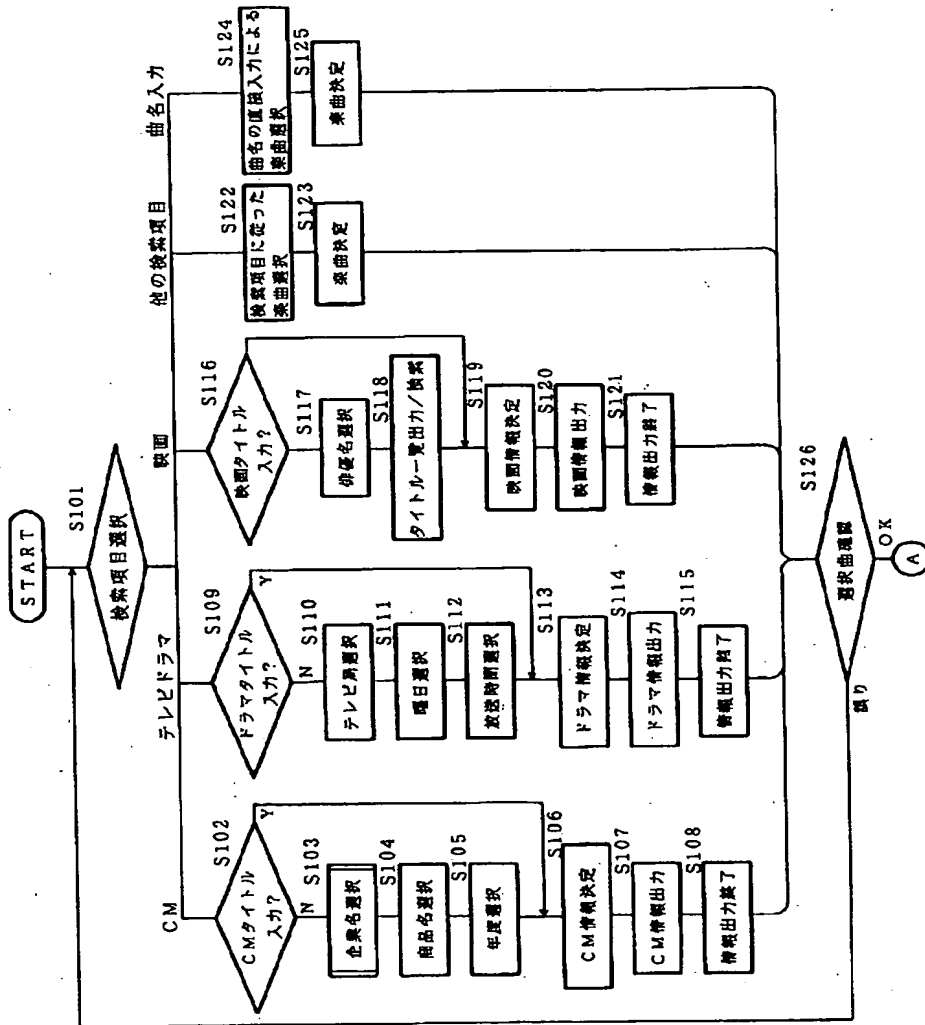 START
S101
検索項目選択
CM
テレビドラマ
映画
他の検索項目
曲名入力
S102
CMタイトル
入力?
Y
N
S103
企業名選択
S104
商品名選択
S105
年度選択
S106
CM情報決定
S107
CM情報出力
S108
情報出力終了
S109
ドラマタイトル
入力?
Y
N
S110
テレビ局選択
S111
曜日選択
S112
放送時間選択
S113
ドラマ情報決定
S114
ドラマ情報出力
S115
情報出力終了
S116
映画タイトル
入力?
S117
俳優名選択
S118
タイトル一覧出力/検索
S119
映画情報決定
S120
映画情報出力
S121
情報出力終了
S122
検索項目に従った
楽曲選択
S123
楽曲決定
S124
曲名の直接入力による
楽曲選択
S125
楽曲決定
S126
選択曲確認
誤り
OK
A